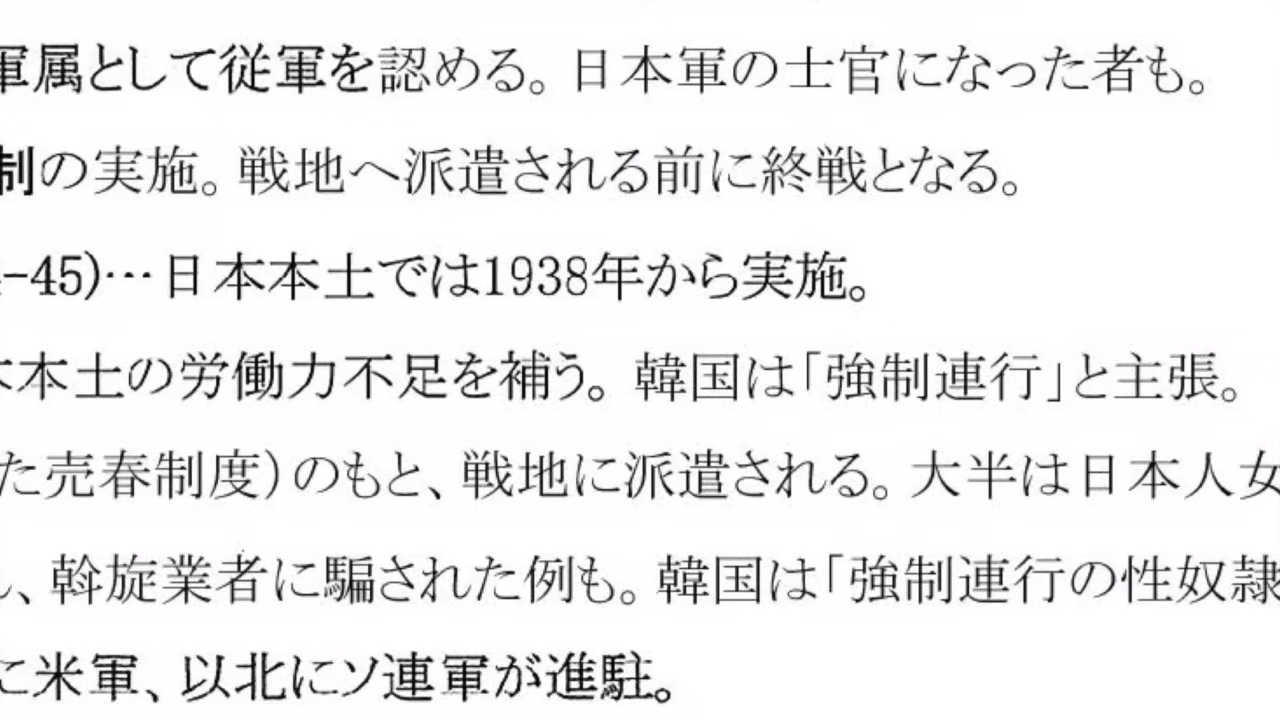 軍属として従軍を認める。日本軍の士官になった者も。
制の実施。戦地へ派遣される前に終戦となる。
-45)…日本本土では1938年から実施。
本本土の労働力不足を補う。韓国は「強制連行」と主張。
た売春制度)のもと、戦地に派遣される。大半は日本人女
、斡旋業者に騙された例も。韓国は「強制連行の性奴隷
に米軍、以北にソ連軍が進駐。